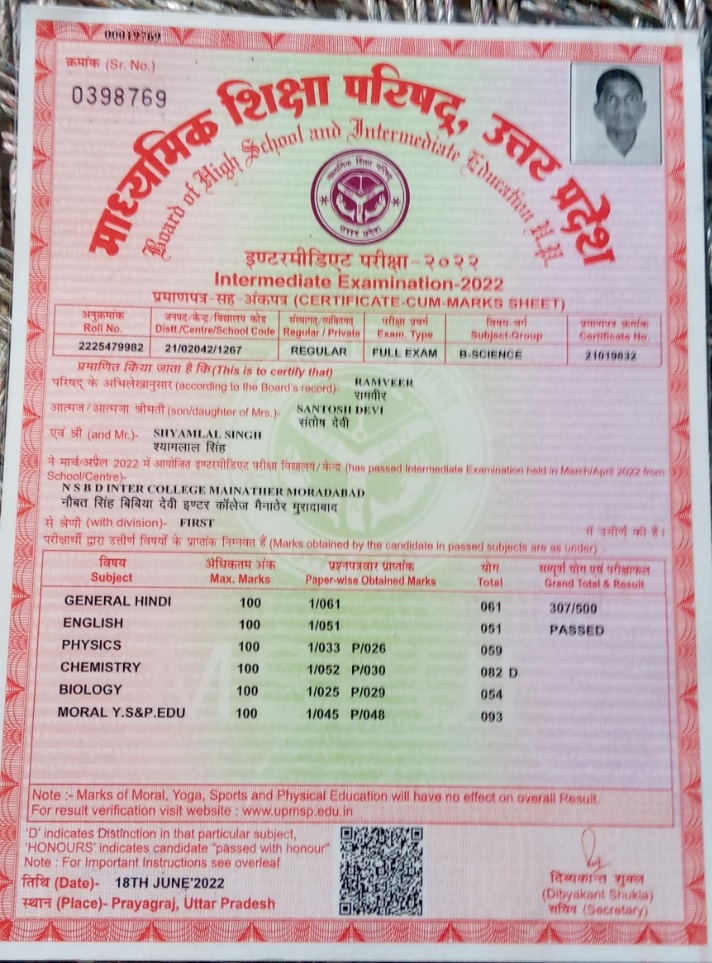 00019769
क्रमांक (Sr. No.)
0398769
माध्यमिक शिक्षा परिषद्, उत्तर प्रदेश
Board of High School and Intermediate Education U.P.
माध्यमिक शिक्षा परिषद
उत्तर प्रदेश
इण्टरमीडिएट परीक्षा-२०२२
Intermediate Examination-2022
प्रमाणपत्र-सह-अंकपत्र (CERTIFICATE-CUM-MARKS SHEET)
अनुक्रमांक जनपद/केन्द्र/विद्यालय कोड संस्थागत/व्यक्तिगत परीक्षा प्रवर्ग विषय-वर्ग प्रमाणपत्र क्रमांक
Roll No. Distt./Centre/School Code Regular / Private Exam. Type Subject-Group Certificate No.
2225479982 21/02042/1267 REGULAR FULL EXAM B-SCIENCE 21019832
प्रमाणित किया जाता है कि(This is to certify that)
परिषद् के अभिलेखानुसार (according to the Board's record)- RAMVEER
रामवीर
आत्मज/आत्मजा श्रीमती (son/daughter of Mrs.)- SANTOSH DEVI
संतोष देवी
एवं श्री (and Mr.)- SHYAMLAL SINGH
श्यामलाल सिंह
ने मार्च/अप्रैल 2022 में आयोजित इण्टरमीडिएट परीक्षा विद्यालय/केन्द्र (has passed Intermediate Examination held in March/April 2022 from
School/Centre)-
N S B D INTER COLLEGE MAINATHER MORADABAD
नौबत सिंह बिबिया देवी इण्टर कॉलेज मैनाठेर मुरादाबाद
से श्रेणी (with division)- FIRST में उत्तीर्ण की है।
परीक्षार्थी द्वारा उत्तीर्ण विषयों के प्राप्तांक निम्नवत हैं (Marks obtained by the candidate in passed subjects are as under) :-
विषय अधिकतम अंक प्रश्नपत्रवार प्राप्तांक योग सम्पूर्ण योग एवं परीक्षाफल
Subject Max. Marks Paper-wise Obtained Marks Total Grand Total & Result
GENERAL HINDI 100 1/061 061 307/500
ENGLISH 100 1/051 051 PASSED
PHYSICS 100 1/033 P/026 059
CHEMISTRY 100 1/052 P/030 082 D
BIOLOGY 100 1/025 P/029 054
MORAL Y.S&P.EDU 100 1/045 P/048 093
Note :- Marks of Moral, Yoga, Sports and Physical Education will have no effect on overall Result.
For result verification visit website : www.upmsp.edu.in
'D' indicates Distinction in that particular subject,
'HONOURS' indicates candidate "passed with honour"
Note : For Important Instructions see overleaf
तिथि (Date)- 18TH JUNE'2022
स्थान (Place)- Prayagraj, Uttar Pradesh
दिव्यकान्त शुक्ल
(Dibyakant Shukla)
सचिव (Secretary)